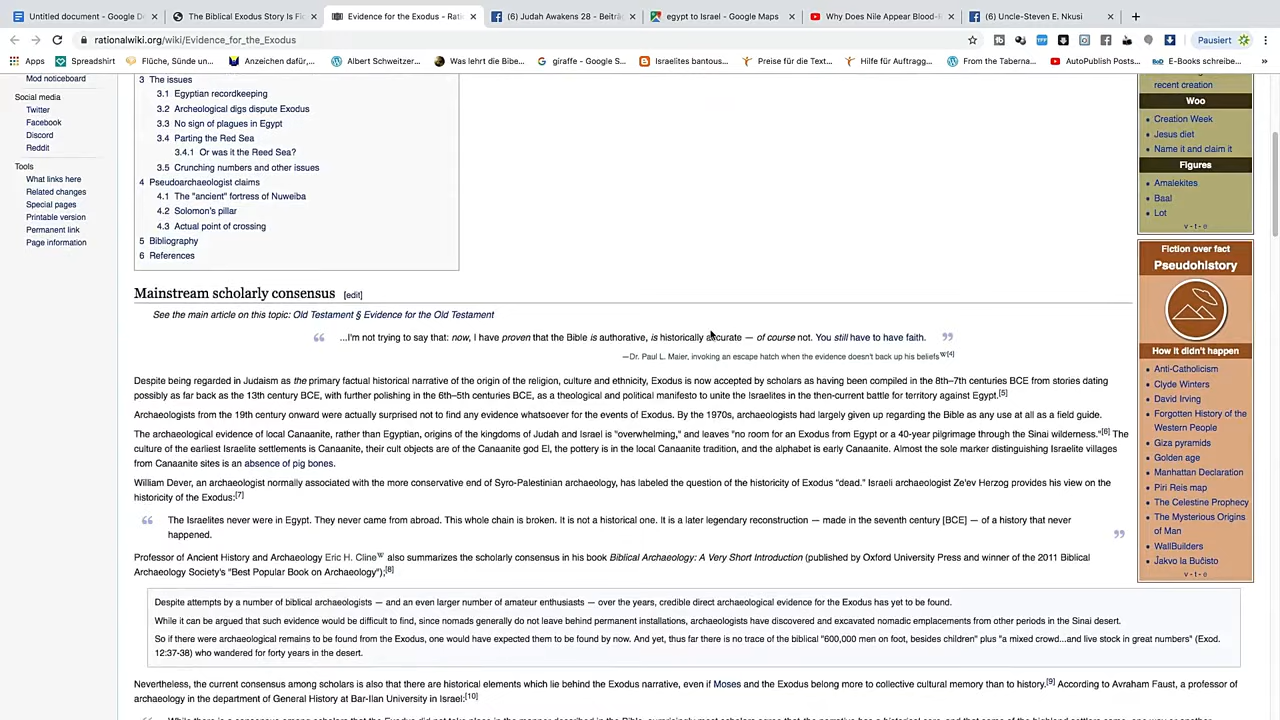 Untitled document - Google D
The Biblical Exodus Story Is Fi
Evidence for the Exodus - Rati
(6) Judah Awakens 28 - Beiträg
egypt to Israel - Google Maps
Why Does Nile Appear Blood-R
(6) Uncle-Steven E. Nkusi
rationalwiki.org/wiki/Evidence_for_the_Exodus
Pausiert
Apps
Spreadshirt
Flüche, Sünde un...
Anzeichen dafür,...
Albert Schweitzer...
Was lehrt die Bibe...
giraffe - Google S...
Israelites bantous...
Preise für die Text...
Hilfe für Auftragg...
From the Taberna...
AutoPublish Posts...
E-Books schreibe...
»
Mod noticeboard
Social media
Twitter
Facebook
Discord
Reddit
Tools
What links here
Related changes
Special pages
Printable version
Permanent link
Page information
3 The issues
3.1 Egyptian recordkeeping
3.2 Archeological digs dispute Exodus
3.3 No sign of plagues in Egypt
3.4 Parting the Red Sea
3.4.1 Or was it the Reed Sea?
3.5 Crunching numbers and other issues
4 Pseudoarchaeologist claims
4.1 The "ancient" fortress of Nuweiba
4.2 Solomon's pillar
4.3 Actual point of crossing
5 Bibliography
6 References
Mainstream scholarly consensus [edit]
See the main article on this topic: Old Testament § Evidence for the Old Testament
“ ...I'm not trying to say that: now, I have proven that the Bible is authorative, is historically accurate — of course not. You still have to have faith. ”
—Dr. Paul L. Maier, invoking an escape hatch when the evidence doesn't back up his beliefsW[4]
Despite being regarded in Judaism as the primary factual historical narrative of the origin of the religion, culture and ethnicity, Exodus is now accepted by scholars as having been compiled in the 8th–7th centuries BCE from stories dating
possibly as far back as the 13th century BCE, with further polishing in the 6th–5th centuries BCE, as a theological and political manifesto to unite the Israelites in the then-current battle for territory against Egypt.[5]
Archaeologists from the 19th century onward were actually surprised not to find any evidence whatsoever for the events of Exodus. By the 1970s, archaeologists had largely given up regarding the Bible as any use at all as a field guide.
The archaeological evidence of local Canaanite, rather than Egyptian, origins of the kingdoms of Judah and Israel is "overwhelming," and leaves "no room for an Exodus from Egypt or a 40-year pilgrimage through the Sinai wilderness."[6] The
culture of the earliest Israelite settlements is Canaanite, their cult objects are of the Canaanite god El, the pottery is in the local Canaanite tradition, and the alphabet is early Canaanite. Almost the sole marker distinguishing Israelite villages
from Canaanite sites is an absence of pig bones.
William Dever, an archaeologist normally associated with the more conservative end of Syro-Palestinian archaeology, has labeled the question of the historicity of Exodus "dead." Israeli archaeologist Ze'ev Herzog provides his view on the
historicity of the Exodus:[7]
“ The Israelites never were in Egypt. They never came from abroad. This whole chain is broken. It is not a historical one. It is a later legendary reconstruction — made in the seventh century [BCE] — of a history that never
happened. ”
Professor of Ancient History and Archaeology Eric H. ClineW also summarizes the scholarly consensus in his book Biblical Archaeology: A Very Short Introduction (published by Oxford University Press and winner of the 2011 Biblical
Archaeology Society's "Best Popular Book on Archaeology");[8]
Despite attempts by a number of biblical archaeologists — and an even larger number of amateur enthusiasts — over the years, credible direct archaeological evidence for the Exodus has yet to be found.
While it can be argued that such evidence would be difficult to find, since nomads generally do not leave behind permanent installations, archaeologists have discovered and excavated nomadic emplacements from other periods in the Sinai desert.
So if there were archaeological remains to be found from the Exodus, one would have expected them to be found by now. And yet, thus far there is no trace of the biblical "600,000 men on foot, besides children" plus "a mixed crowd...and live stock in great numbers" (Exod.
12:37-38) who wandered for forty years in the desert.
Nevertheless, the current consensus among scholars is also that there are historical elements which lie behind the Exodus narrative, even if Moses and the Exodus belong more to collective cultural memory than to history.[9] According to Avraham Faust, a professor of
archaeology in the department of General History at Bar-Ilan University in Israel:[10]
recent creation
Woo
Creation Week
Jesus diet
Name it and claim it
Figures
Amalekites
Baal
Lot
v - t - e
Fiction over fact
Pseudohistory
How it didn't happen
Anti-Catholicism
Clyde Winters
David Irving
Forgotten History of the
Western People
Giza pyramids
Golden age
Manhattan Declaration
Piri Reis map
The Celestine Prophecy
The Mysterious Origins
of Man
WallBuilders
Jakvo la Bučisto
v - t - e